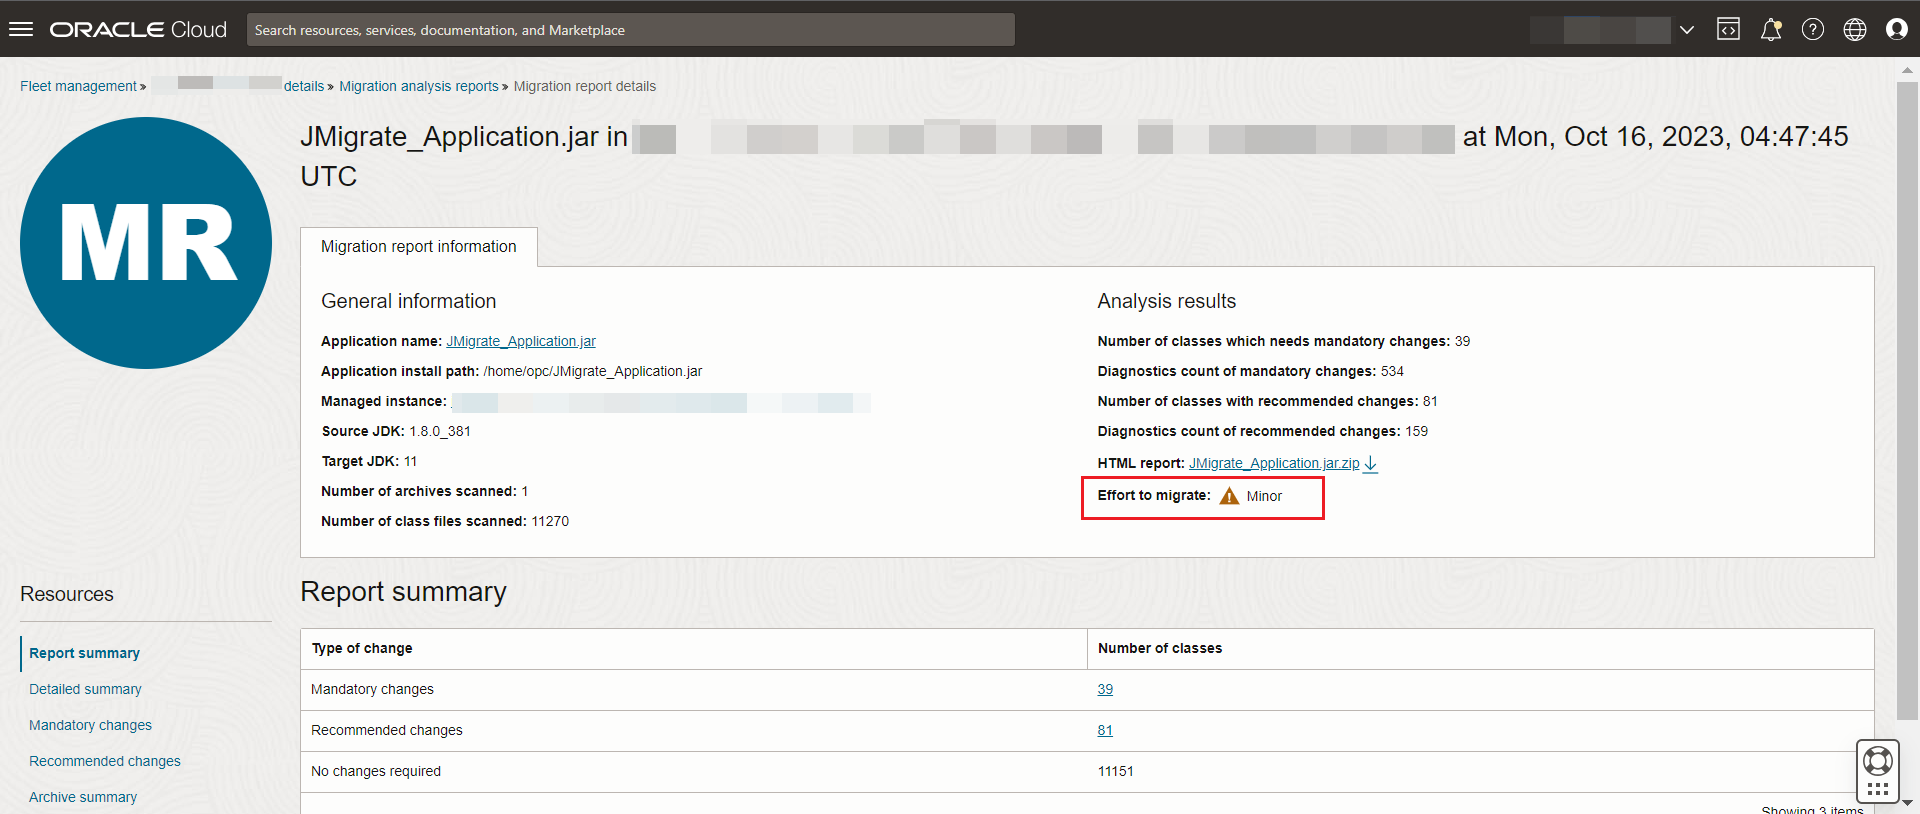 ORACLE Cloud
Search resources, services, documentation, and Marketplace
Fleet management » details » Migration analysis reports » Migration report details
MR
JMigrate_Application.jar in at Mon, Oct 16, 2023, 04:47:45
UTC
Migration report information
General information
Application name: JMigrate_Application.jar
Application install path: /home/opc/JMigrate_Application.jar
Managed instance:
Source JDK: 1.8.0_381
Target JDK: 11
Number of archives scanned: 1
Number of class files scanned: 11270
Analysis results
Number of classes which needs mandatory changes: 39
Diagnostics count of mandatory changes: 534
Number of classes with recommended changes: 81
Diagnostics count of recommended changes: 159
HTML report: JMigrate_Application.jar.zip
Effort to migrate: Minor
Resources
Report summary
Detailed summary
Mandatory changes
Recommended changes
Archive summary
Report summary
Type of change Number of classes
Mandatory changes 39
Recommended changes 81
No changes required 11151
Showing 3 items